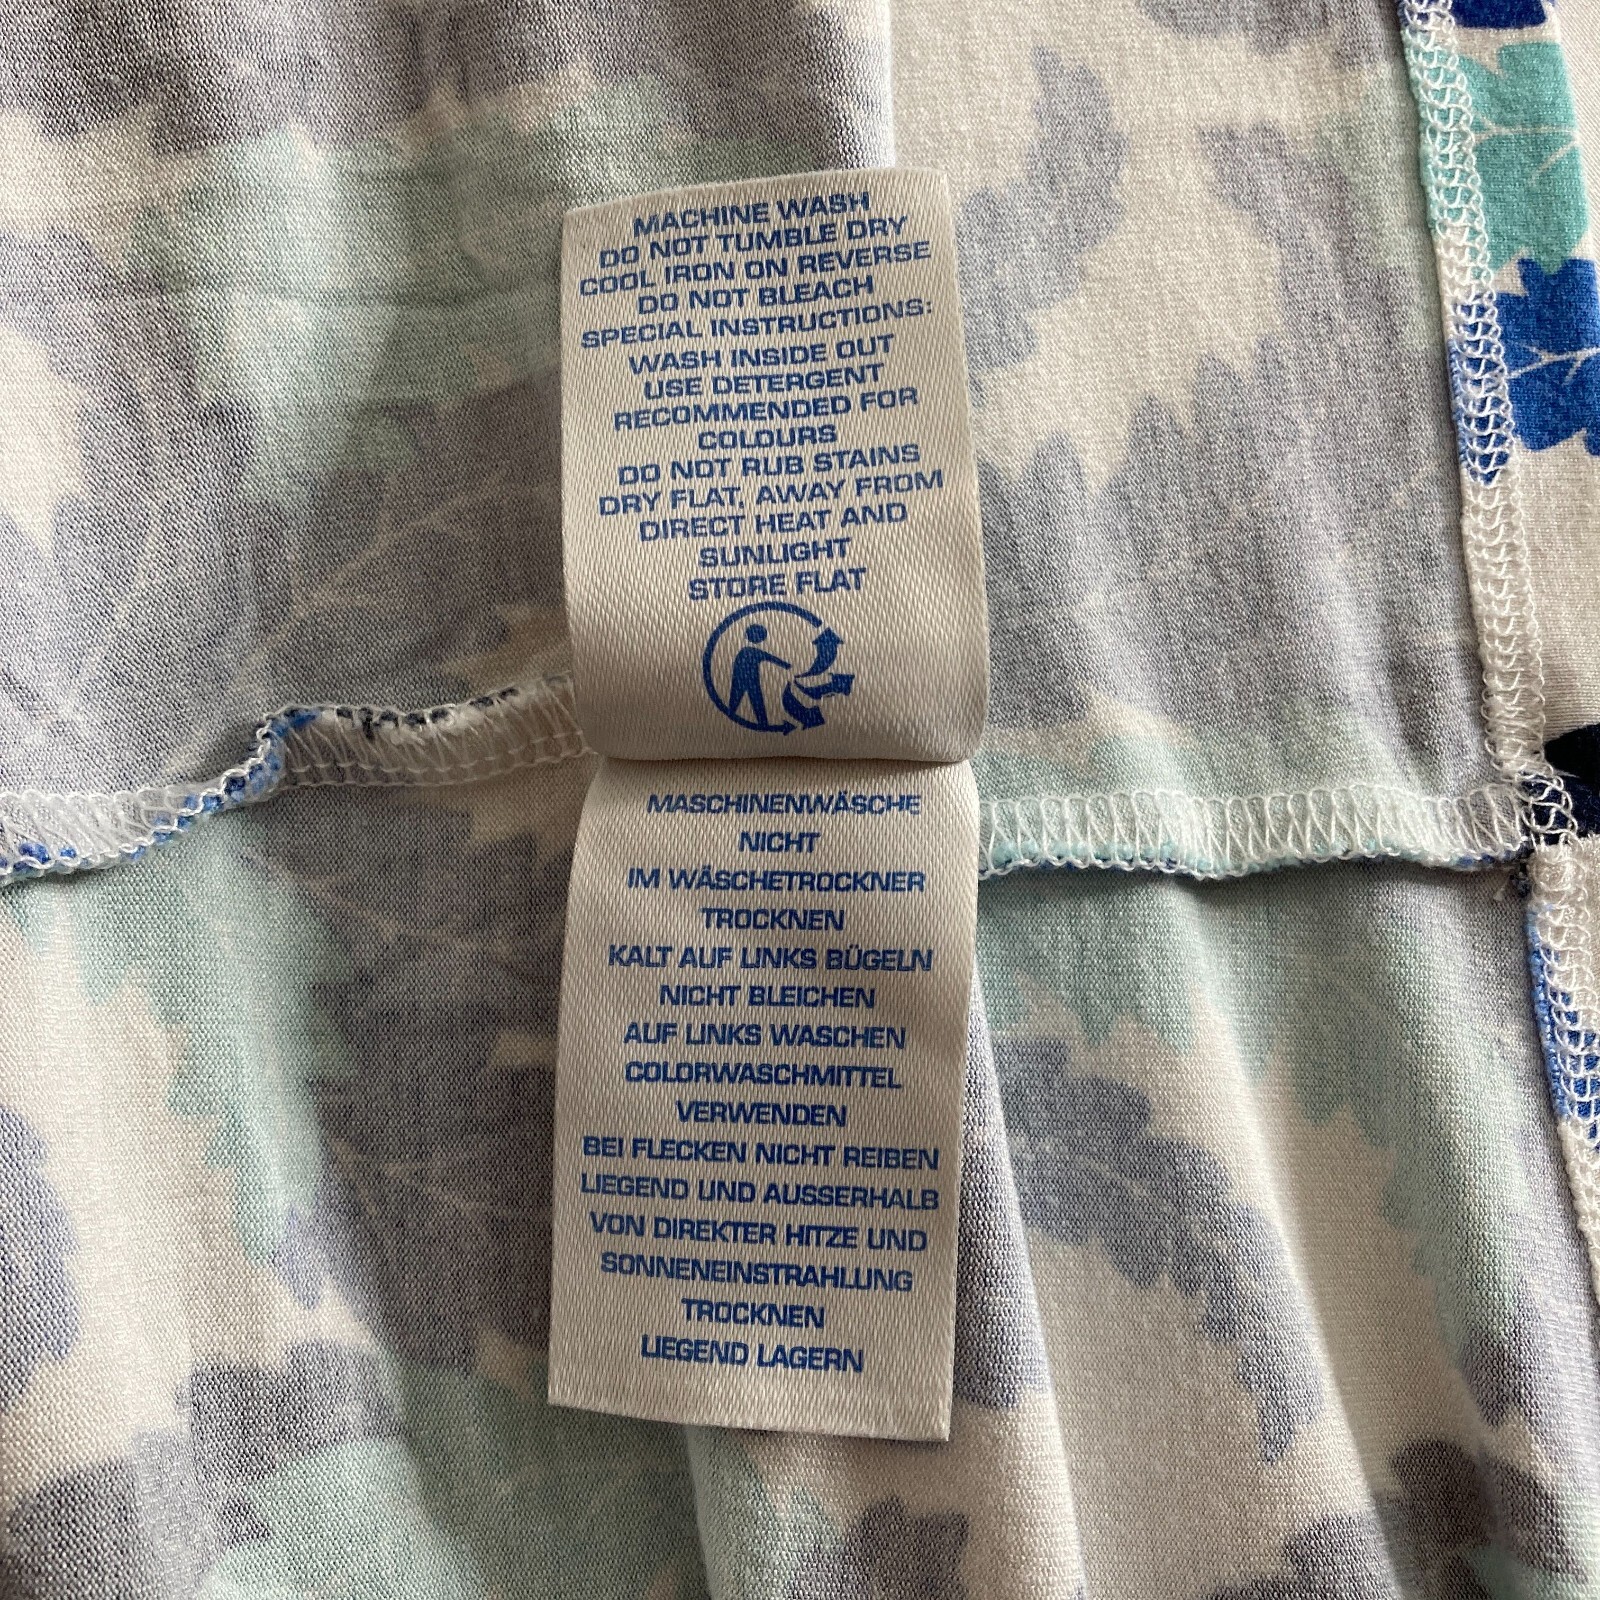 MACHINE WASH
DO NOT TUMBLE DRY
COOL IRON ON REVERSE
DO NOT BLEACH
SPECIAL INSTRUCTIONS:
WASH INSIDE OUT
USE DETERGENT
RECOMMENDED FOR
COLOURS
DO NOT RUB STAINS
DRY FLAT, AWAY FROM
DIRECT HEAT AND
SUNLIGHT
STORE FLAT
MASCHINENWÄSCHE
NICHT
IM WÄSCHETROCKNER
TROCKNEN
KALT AUF LINKS BÜGELN
NICHT BLEICHEN
AUF LINKS WASCHEN
COLORWASCHMITTEL
VERWENDEN
BEI FLECKEN NICHT REIBEN
LIEGEND UND AUSSERHALB
VON DIREKTER HITZE UND
SONNENEINSTRAHLUNG
TROCKNEN
LIEGEND LAGERN